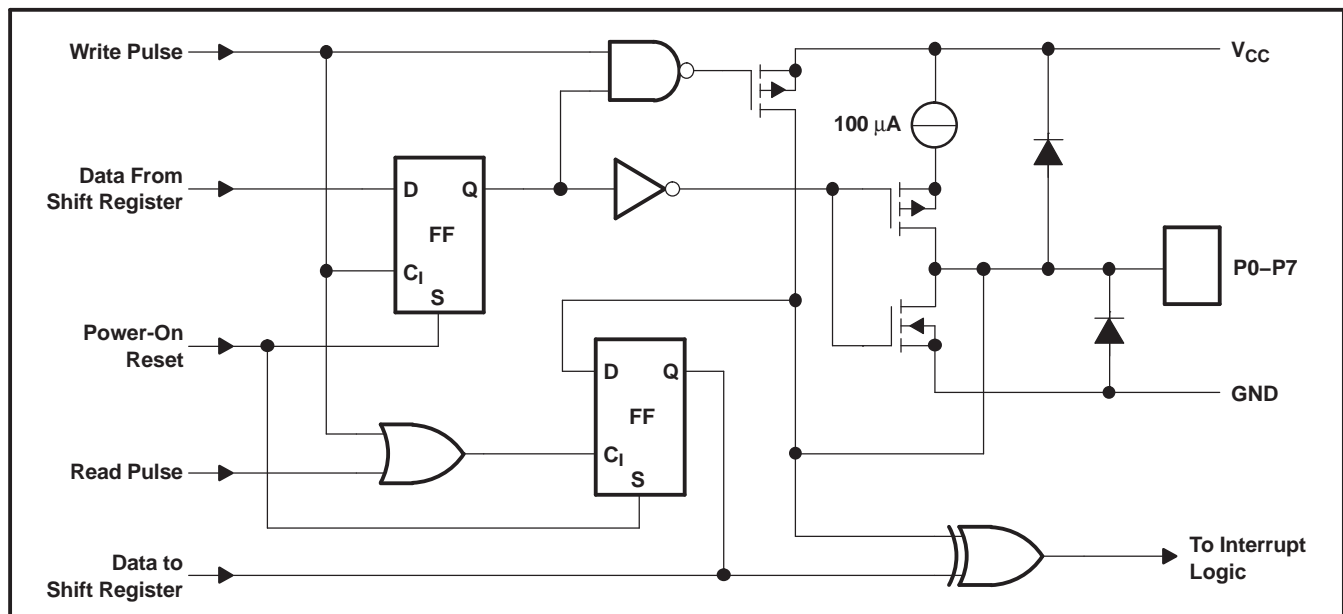 Write Pulse
V_CC
100 μA
Data From
Shift Register
D
Q
FF
C_I
S
P0–P7
Power-On
Reset
D
Q
FF
C_I
S
GND
Read Pulse
Data to
Shift Register
To Interrupt
Logic